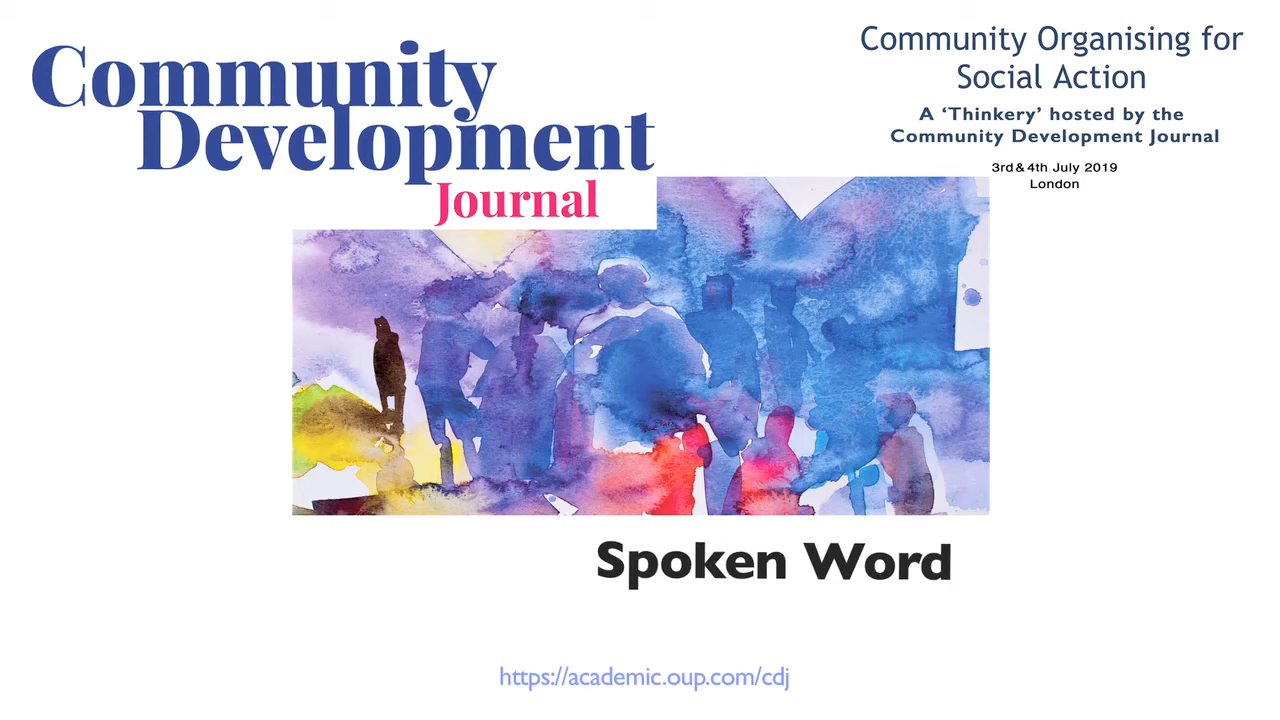 Community
Development
Journal
Community Organising for
Social Action
A ‘Thinkery’ hosted by the
Community Development Journal
3rd & 4th July 2019
London
Spoken Word
https://academic.oup.com/cdj